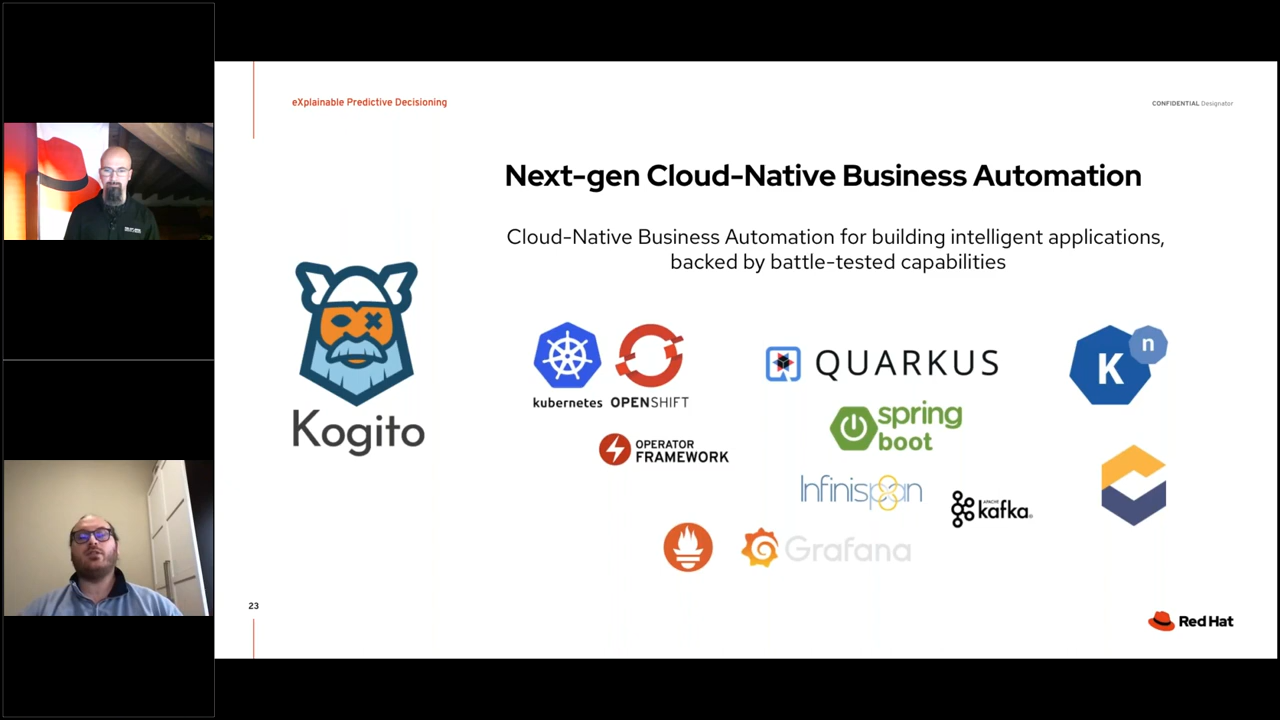 eXplainable Predictive Decisioning
CONFIDENTIAL Designator
Next-gen Cloud-Native Business Automation
Cloud-Native Business Automation for building intelligent applications,
backed by battle-tested capabilities
Kogito
kubernetes
OPENSHIFT
OPERATOR
FRAMEWORK
QUARKUS
spring
boot
Infinispan
APACHE
kafka
Grafana
K
n
23
Red Hat